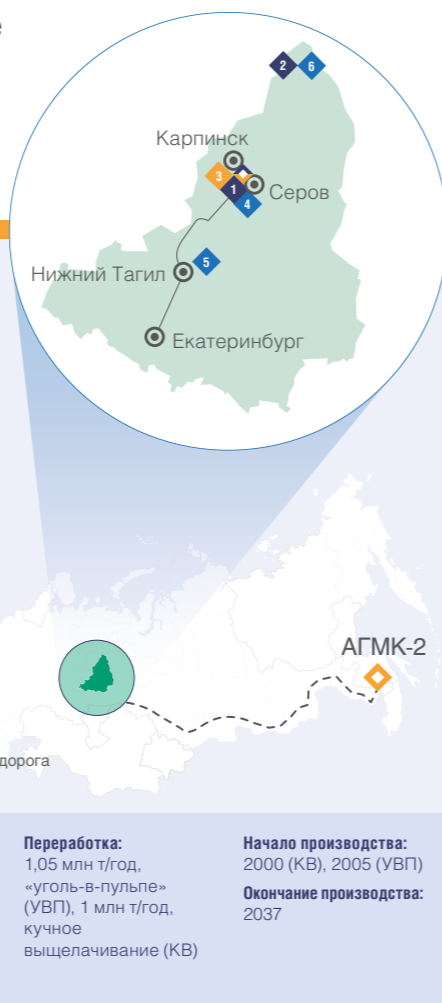 е
2
6
Карпинск
3
1
Серов
4
5
Нижний Тагил
Екатеринбург
АГМК-2
дорога
Переработка:
1,05 млн т/год,
«уголь-в-пульпе»
(УВП), 1 млн т/год,
кучное
выщелачивание (КВ)
Начало производства:
2000 (КВ), 2005 (УВП)
Окончание производства:
2037